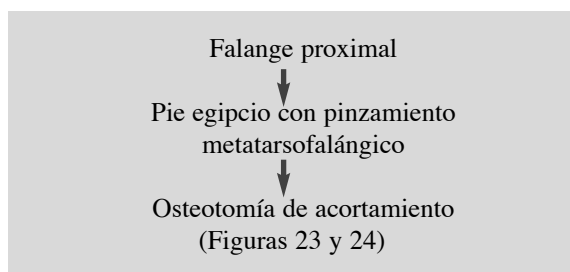 Falange proximal
Pie egipcio con pinzamiento
metatarsofalángico
Osteotomía de acortamiento
(Figuras 23 y 24)